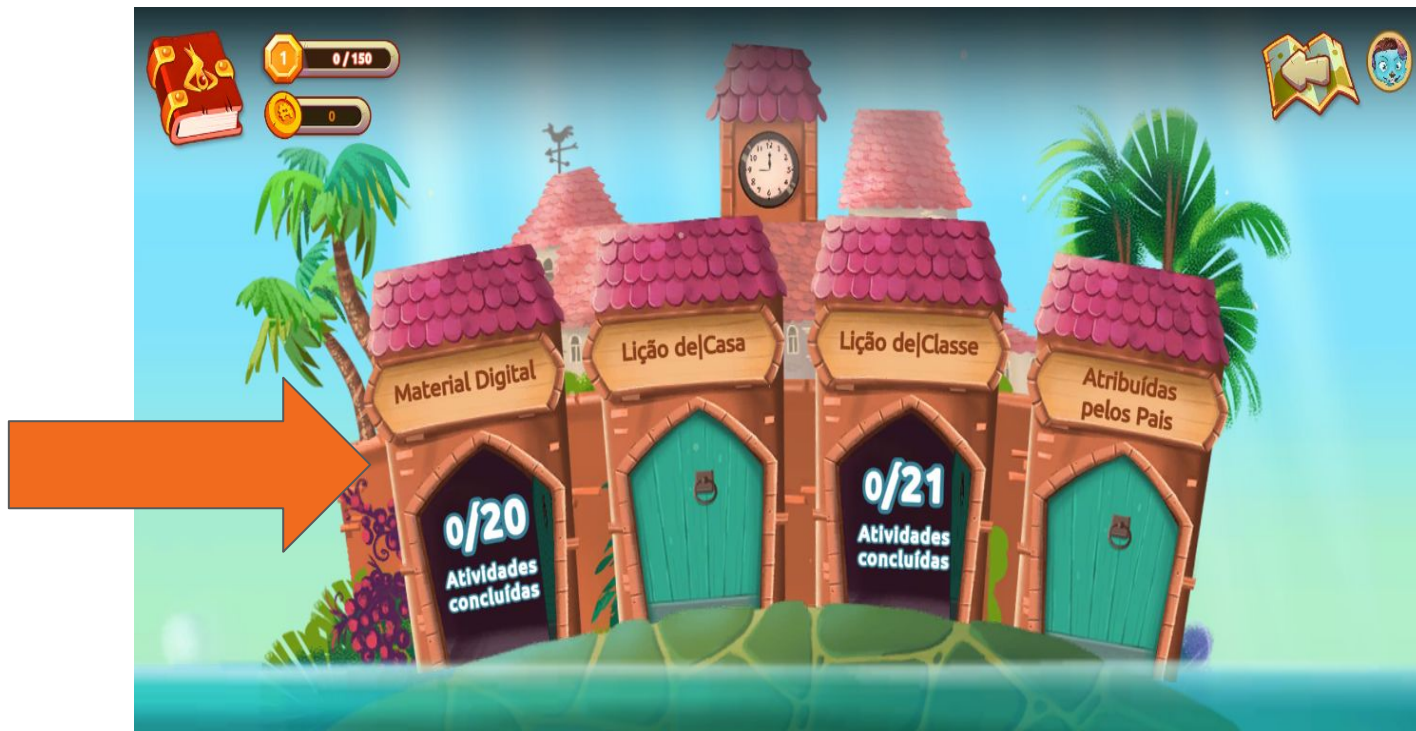 1
0/150
0
Material Digital
Lição de|Casa
Lição de|Classe
Atribuídas
pelos Pais
0/20
Atividades
concluídas
0/21
Atividades
concluídas